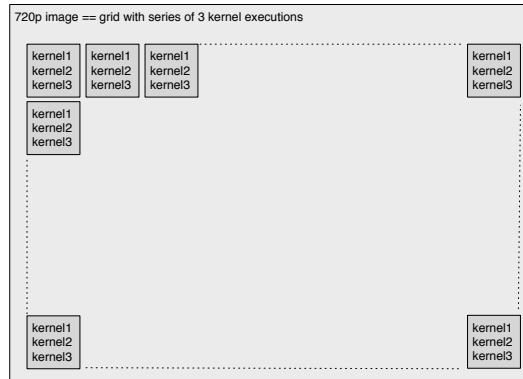 720p image == grid with series of 3 kernel executions
kernel1 kernel1 kernel1 kernel1
kernel2 kernel2 kernel2 kernel2
kernel3 kernel3 kernel3 kernel3
kernel1
kernel2
kernel3
kernel1 kernel1
kernel2 kernel2
kernel3 kernel3